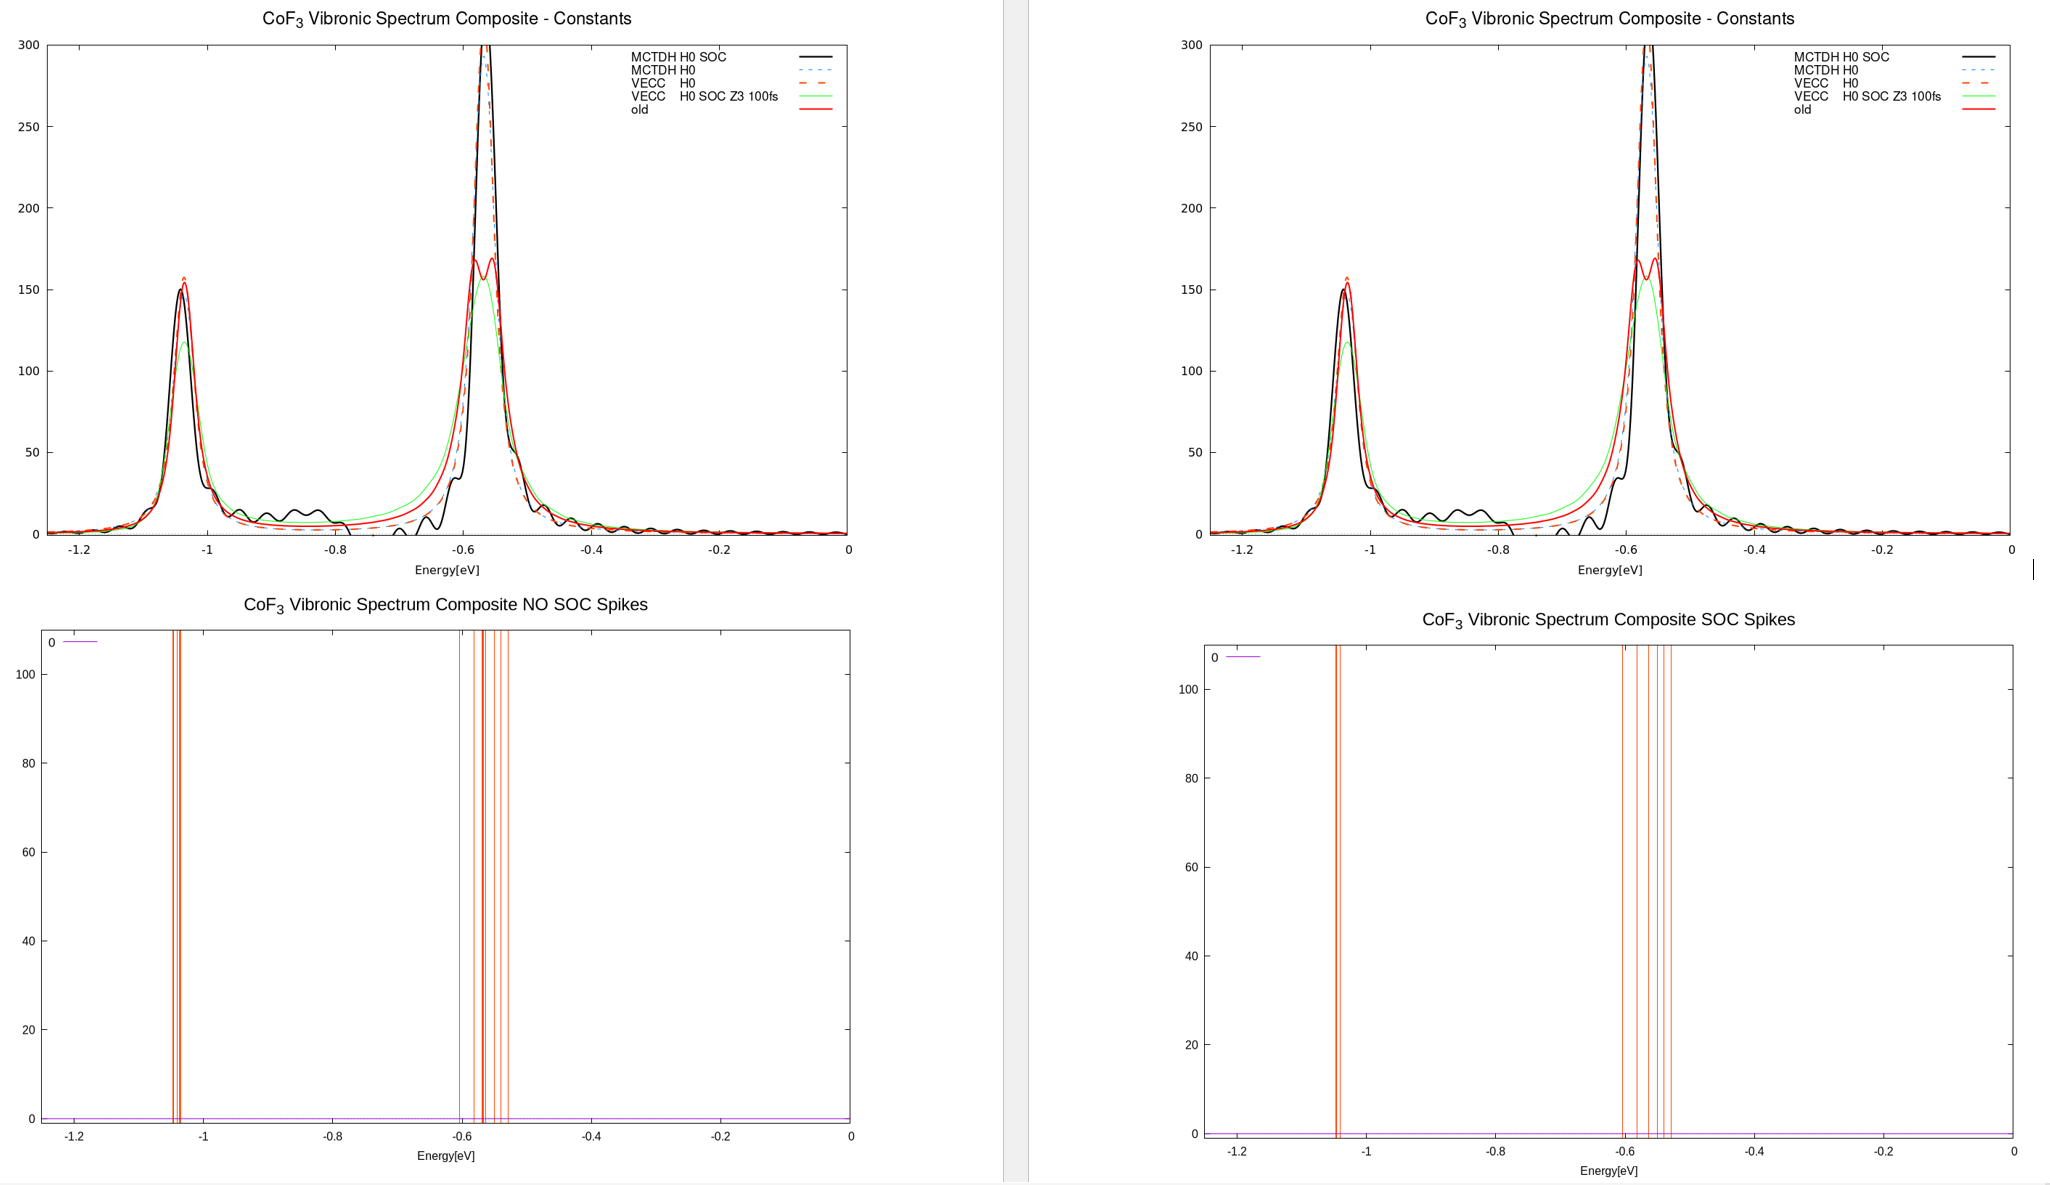 CoF3 Vibronic Spectrum Composite - Constants
300
250
200
150
100
50
0
MCTDH H0 SOC
MCTDH H0
VECC H0
VECC H0 SOC Z3 100fs
old
-1.2 -1 -0.8 -0.6 -0.4 -0.2 0
Energy[eV]
CoF3 Vibronic Spectrum Composite - Constants
300
250
200
150
100
50
0
MCTDH H0 SOC
MCTDH H0
VECC H0
VECC H0 SOC Z3 100fs
old
-1.2 -1 -0.8 -0.6 -0.4 -0.2 0
Energy[eV]
CoF3 Vibronic Spectrum Composite NO SOC Spikes
0
100
80
60
40
20
0
-1.2 -1 -0.8 -0.6 -0.4 -0.2 0
Energy[eV]
CoF3 Vibronic Spectrum Composite SOC Spikes
0
100
80
60
40
20
0
-1.2 -1 -0.8 -0.6 -0.4 -0.2 0
Energy[eV]